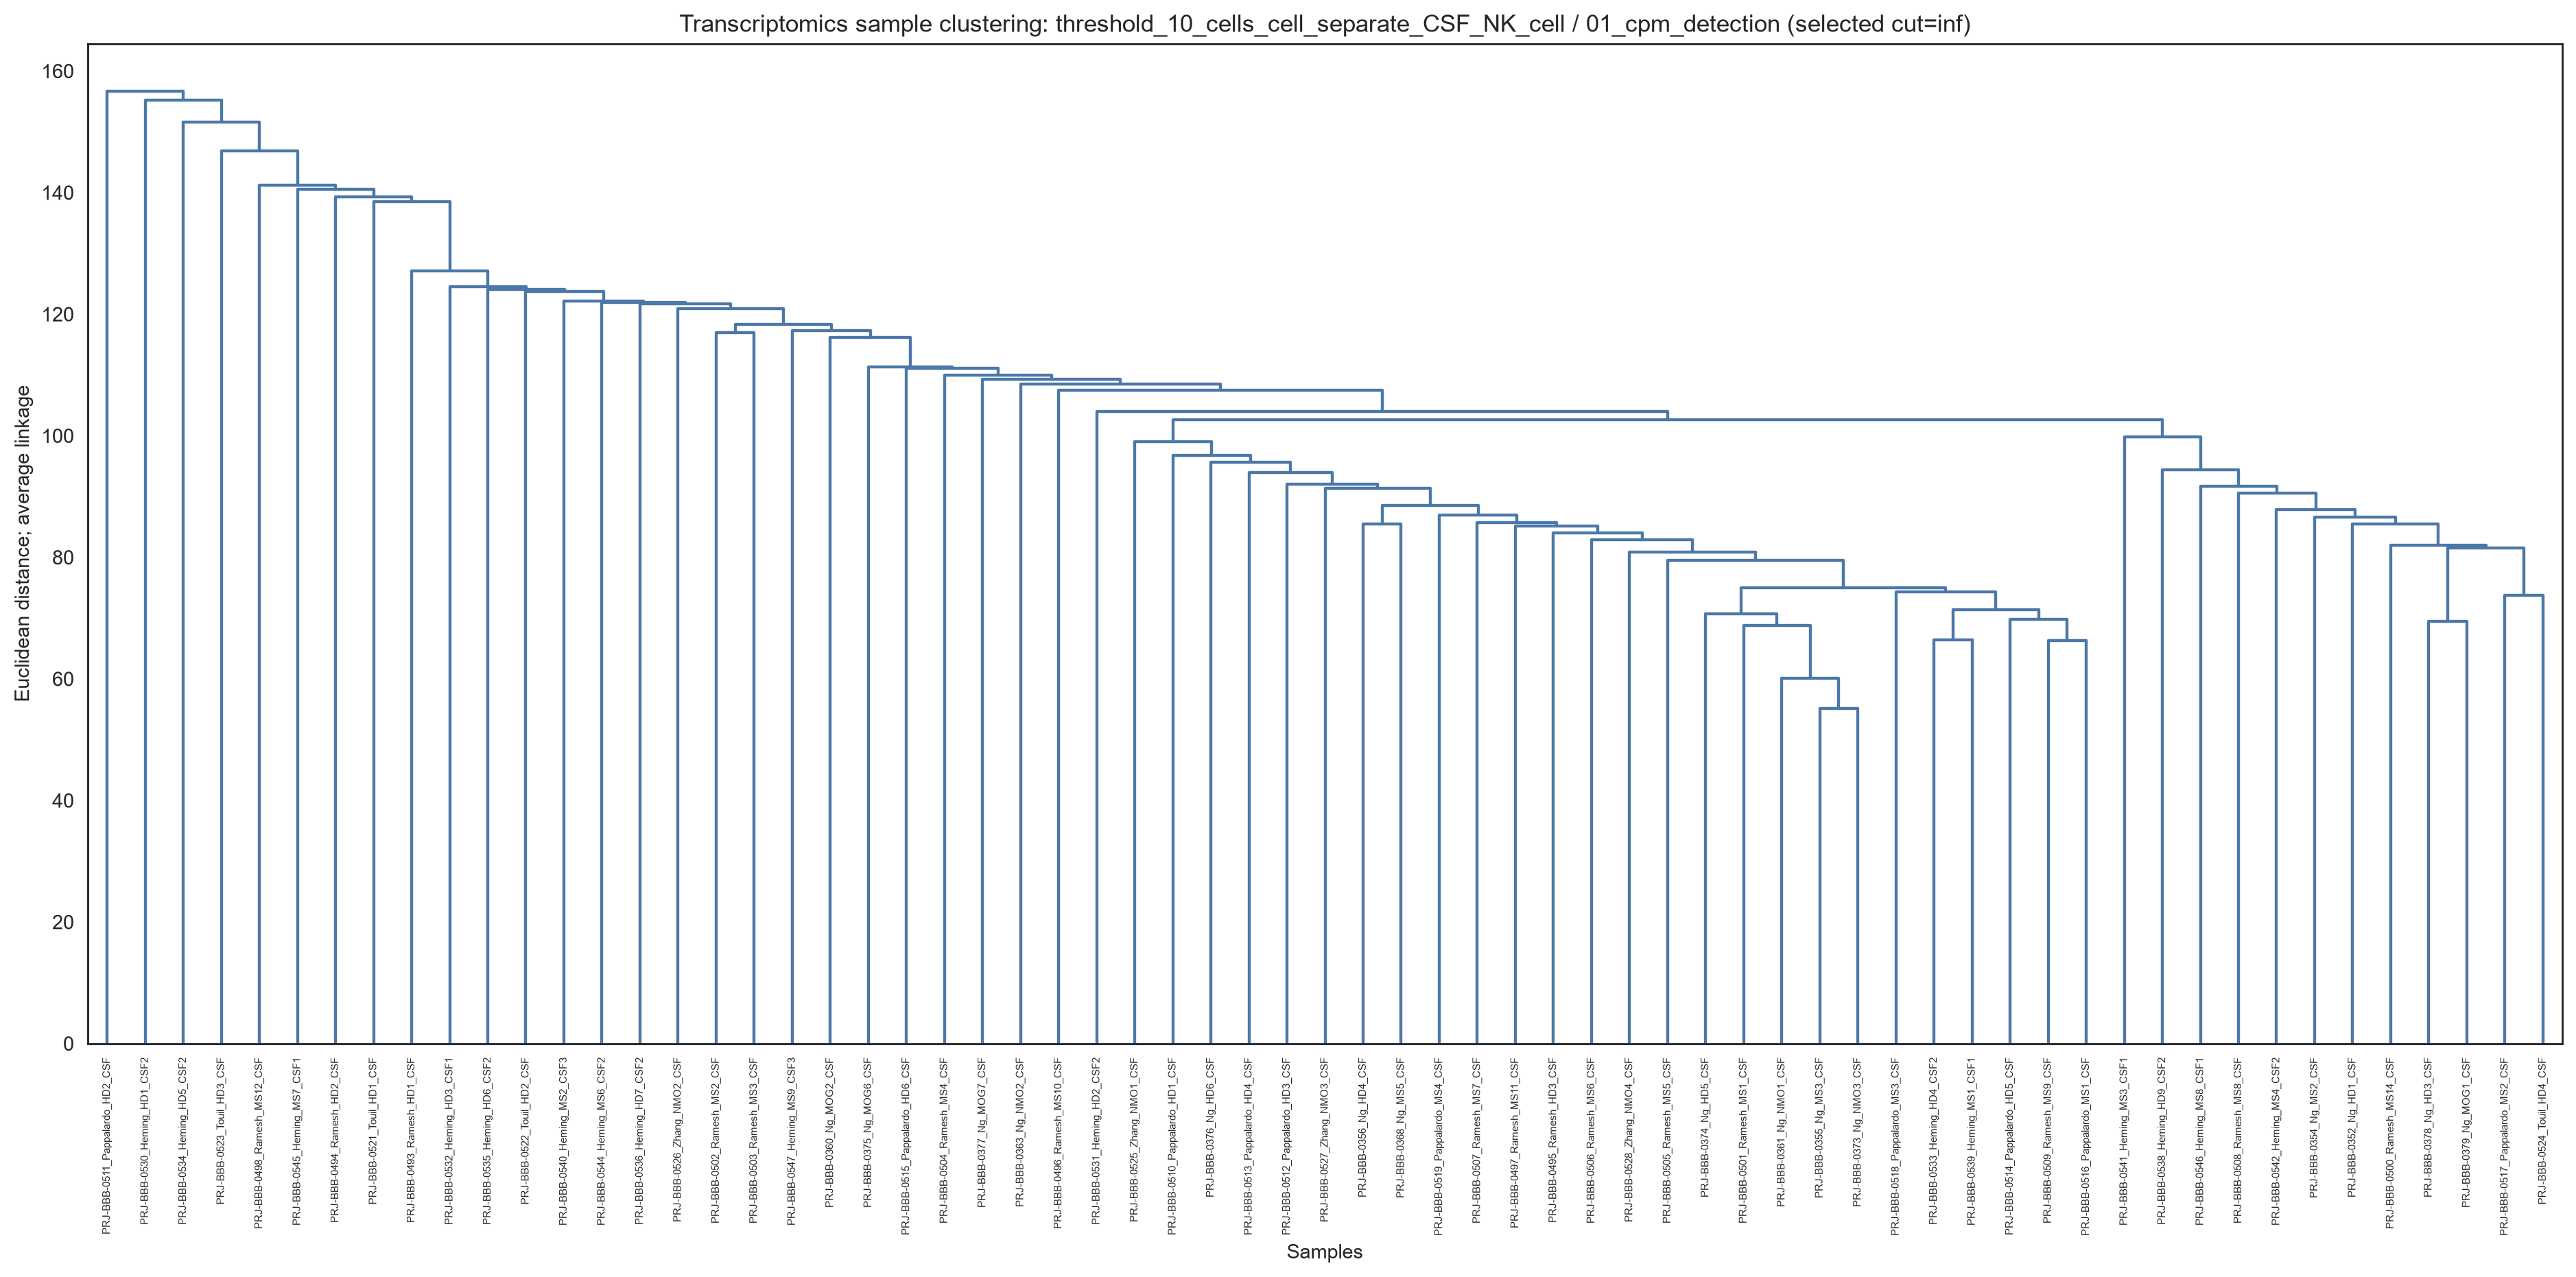 Transcriptomics sample clustering: threshold_10_cells_cell_separate_CSF_NK_cell / 01_cpm_detection (selected cut=inf)
Euclidean distance; average linkage
160
140
120
100
80
60
40
20
0
PRJ-BBB-0511_Pappalardo_HD2_CSF
PRJ-BBB-0530_Heming_HD1_CSF2
PRJ-BBB-0534_Heming_HD5_CSF2
PRJ-BBB-0523_Touil_HD3_CSF
PRJ-BBB-0498_Ramesh_MS12_CSF
PRJ-BBB-0545_Heming_MS7_CSF1
PRJ-BBB-0494_Ramesh_HD2_CSF
PRJ-BBB-0521_Touil_HD1_CSF
PRJ-BBB-0493_Ramesh_HD1_CSF
PRJ-BBB-0532_Heming_HD3_CSF1
PRJ-BBB-0535_Heming_HD6_CSF2
PRJ-BBB-0522_Touil_HD2_CSF
PRJ-BBB-0540_Heming_MS2_CSF3
PRJ-BBB-0544_Heming_MS6_CSF2
PRJ-BBB-0536_Heming_HD7_CSF2
PRJ-BBB-0526_Zhang_NMO2_CSF
PRJ-BBB-0502_Ramesh_MS2_CSF
PRJ-BBB-0503_Ramesh_MS3_CSF
PRJ-BBB-0547_Heming_MS9_CSF3
PRJ-BBB-0360_Ng_MOG2_CSF
PRJ-BBB-0375_Ng_MOG6_CSF
PRJ-BBB-0515_Pappalardo_HD6_CSF
PRJ-BBB-0504_Ramesh_MS4_CSF
PRJ-BBB-0377_Ng_MOG7_CSF
PRJ-BBB-0363_Ng_NMO2_CSF
PRJ-BBB-0496_Ramesh_MS10_CSF
PRJ-BBB-0531_Heming_HD2_CSF2
PRJ-BBB-0525_Zhang_NMO1_CSF
PRJ-BBB-0510_Pappalardo_HD1_CSF
PRJ-BBB-0376_Ng_HD6_CSF
PRJ-BBB-0513_Pappalardo_HD4_CSF
PRJ-BBB-0512_Pappalardo_HD3_CSF
PRJ-BBB-0527_Zhang_NMO3_CSF
PRJ-BBB-0356_Ng_HD4_CSF
PRJ-BBB-0368_Ng_MS5_CSF
PRJ-BBB-0519_Pappalardo_MS4_CSF
PRJ-BBB-0507_Ramesh_MS7_CSF
PRJ-BBB-0497_Ramesh_MS11_CSF
PRJ-BBB-0495_Ramesh_HD3_CSF
PRJ-BBB-0506_Ramesh_MS6_CSF
PRJ-BBB-0528_Zhang_NMO4_CSF
PRJ-BBB-0505_Ramesh_MS5_CSF
PRJ-BBB-0374_Ng_HD5_CSF
PRJ-BBB-0501_Ramesh_MS1_CSF
PRJ-BBB-0361_Ng_NMO1_CSF
PRJ-BBB-0355_Ng_MS3_CSF
PRJ-BBB-0373_Ng_NMO3_CSF
PRJ-BBB-0518_Pappalardo_MS3_CSF
PRJ-BBB-0533_Heming_HD4_CSF2
PRJ-BBB-0539_Heming_MS1_CSF1
PRJ-BBB-0514_Pappalardo_HD5_CSF
PRJ-BBB-0509_Ramesh_MS9_CSF
PRJ-BBB-0516_Pappalardo_MS1_CSF
PRJ-BBB-0541_Heming_MS3_CSF1
PRJ-BBB-0538_Heming_HD9_CSF2
PRJ-BBB-0546_Heming_MS8_CSF1
PRJ-BBB-0508_Ramesh_MS8_CSF
PRJ-BBB-0542_Heming_MS4_CSF2
PRJ-BBB-0354_Ng_MS2_CSF
PRJ-BBB-0352_Ng_HD1_CSF
PRJ-BBB-0500_Ramesh_MS14_CSF
PRJ-BBB-0378_Ng_HD3_CSF
PRJ-BBB-0379_Ng_MOG1_CSF
PRJ-BBB-0517_Pappalardo_MS2_CSF
PRJ-BBB-0524_Touil_HD4_CSF
Samples